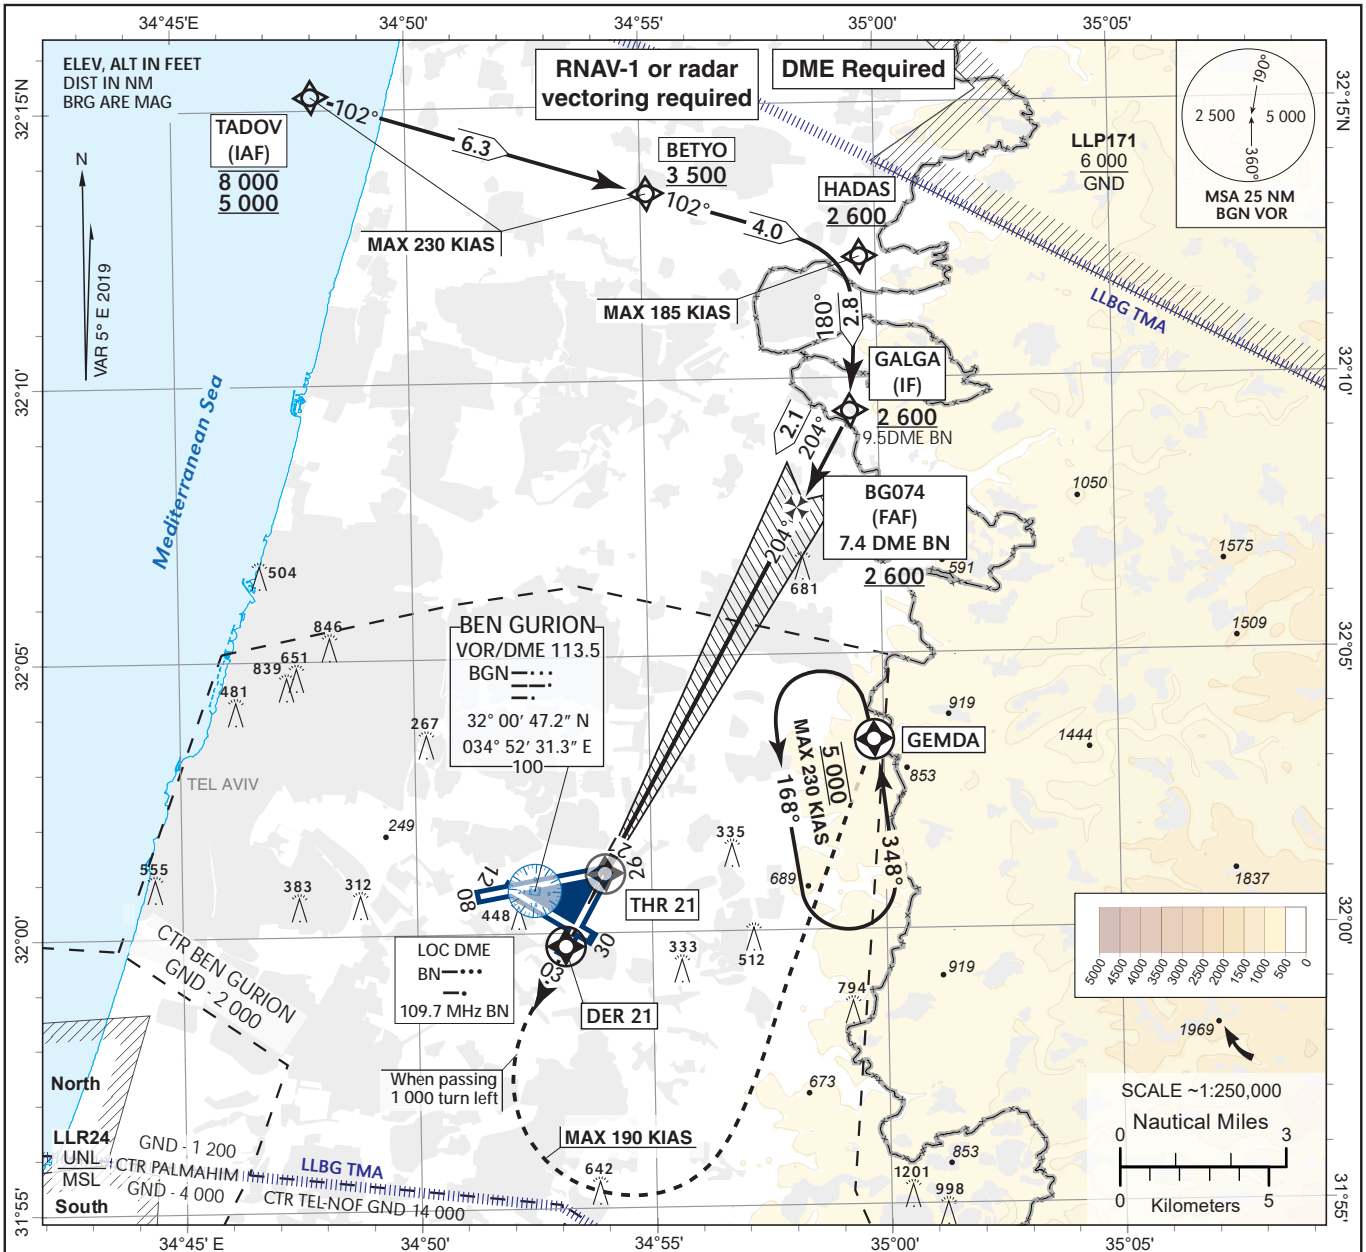 34°45'E
34°50'
34°55'
35°00'
35°05'
ELEV, ALT IN FEET
DIST IN NM
BRG ARE MAG
RNAV-1 or radar
vectoring required
DME Required
190°
2 500
5 000
360°
MSA 25 NM
BGN VOR
32°15'N
32°15'N
TADOV
(IAF)
8 000
5 000
102°
6.3
BETYO
3 500
102°
4.0
HADAS
2 600
LLP171
6 000
GND
N
VAR 5° E 2019
MAX 230 KIAS
MAX 185 KIAS
180°
2.8
LLBG TMA
GALGA
(IF)
2 600
9.5DME BN
32°10'
32°10'
Mediterranean Sea
2.1
204°
BG074
(FAF)
7.4 DME BN
2 600
204°
1050
1575
591
681
1509
504
846
839
651
481
267
BEN GURION
VOR/DME 113.5
BGN
32° 00' 47.2" N
034° 52' 31.3" E
100
32°05'
32°05'
919
GEMDA
1444
853
5 000
MAX 230 KIAS
168°
348°
TEL AVIV
249
335
689
1837
555
383
312
12
08
448
21
26
THR 21
30
03
333
512
32°00'
32°00'
5000
4500
4000
3500
3000
2500
2000
1500
1000
500
0
CTR BEN GURION
GND - 2 000
LOC DME
BN
109.7 MHz BN
DER 21
919
794
1969
When passing
1 000 turn left
673
SCALE ~1:250,000
Nautical Miles
0
3
0
5
Kilometers
North
LLR24
UNL
MSL
South
GND - 1 200
CTR PALMAHIM
GND - 4 000
LLBG TMA
CTR TEL-NOF GND 14 000
MAX 190 KIAS
642
853
1201
998
31°55'
31°55'
34°45' E
34°50'
34°55'
35°00'
35°05'